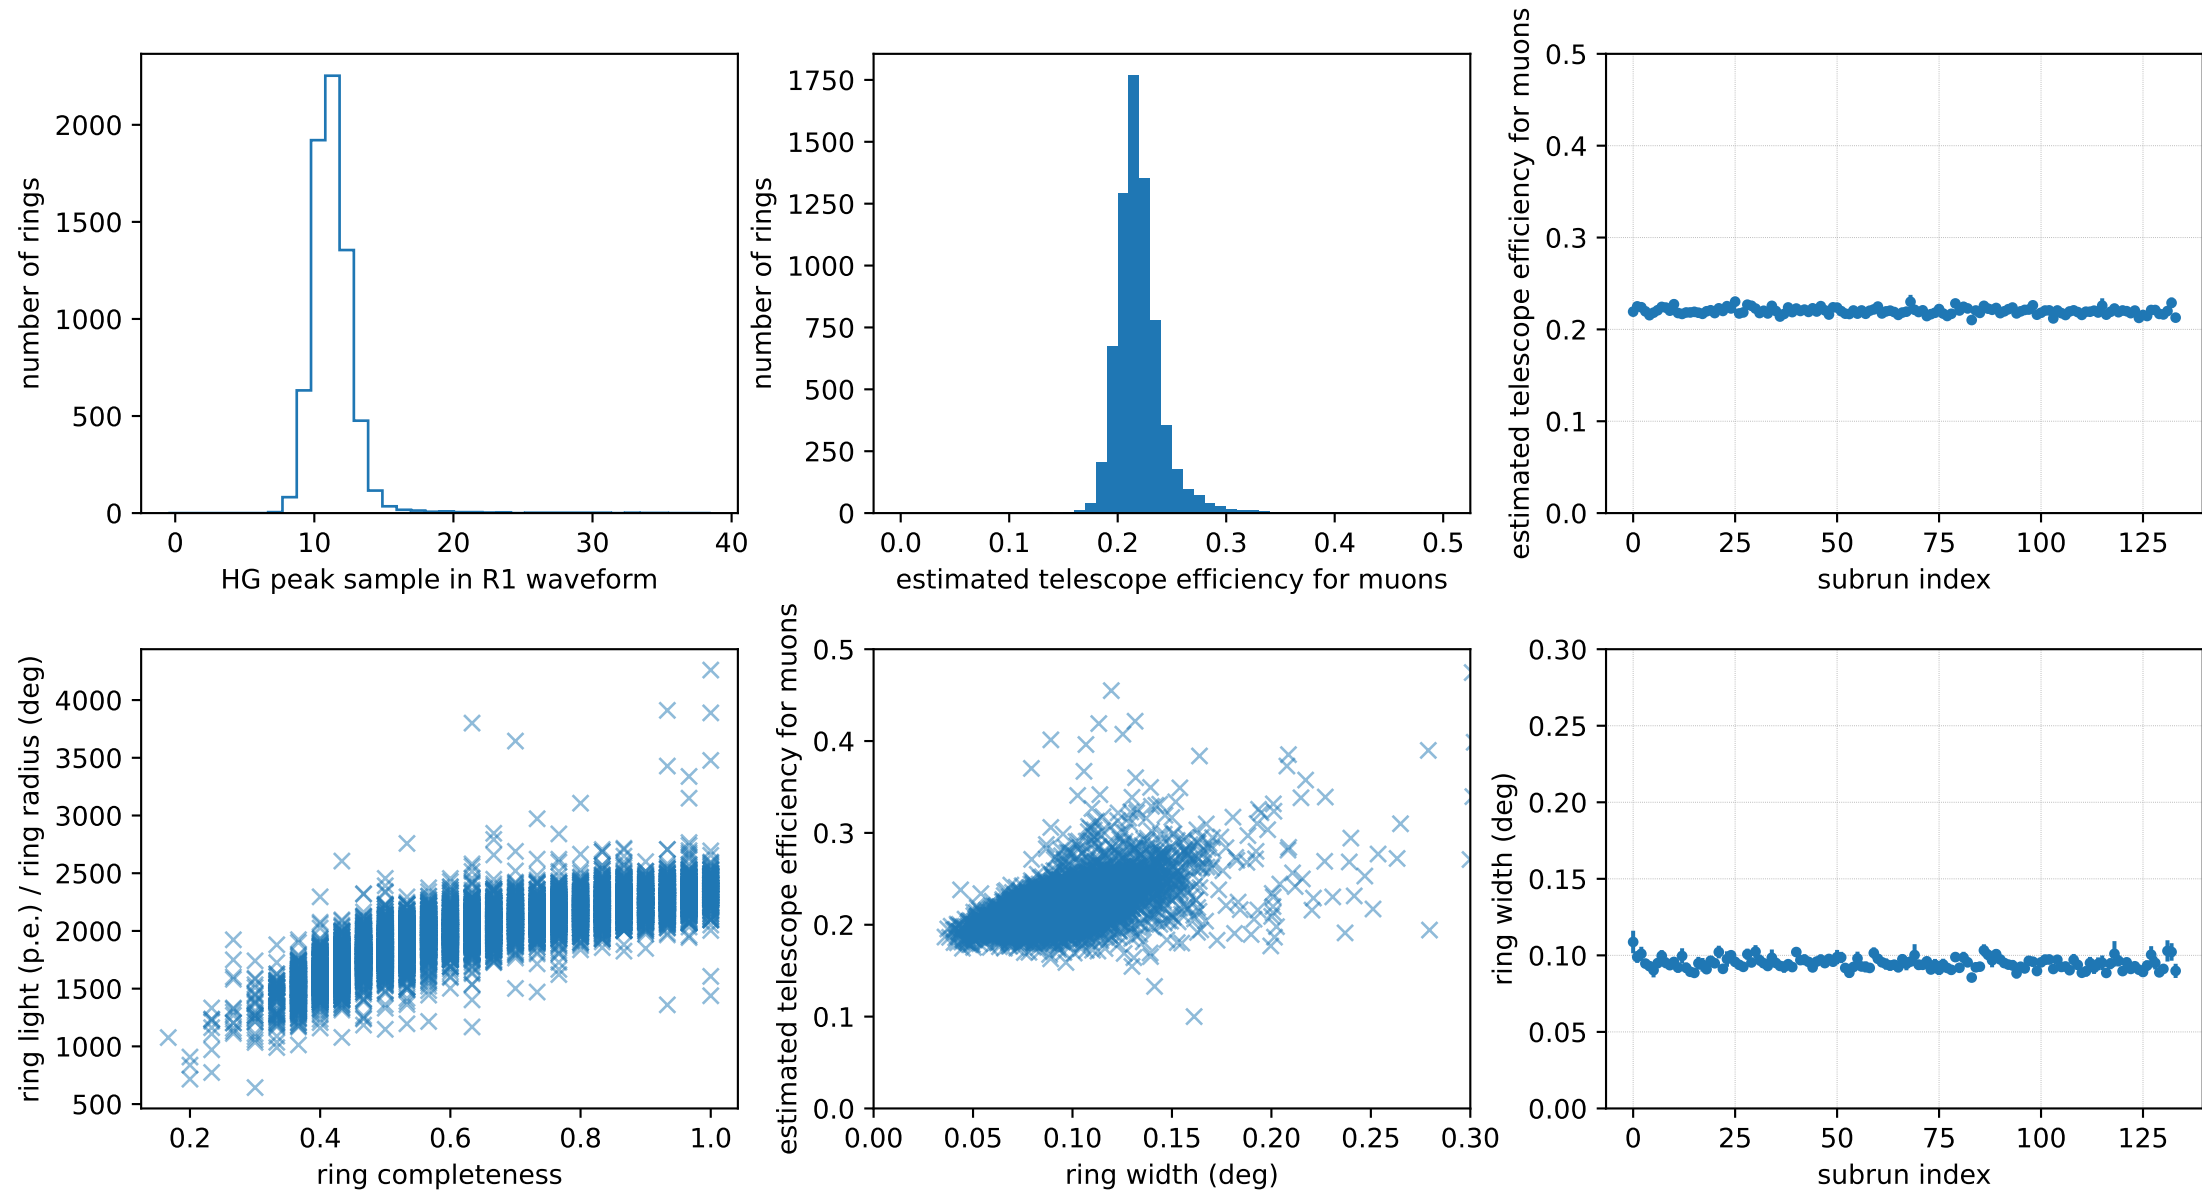 number of rings
2000
1500
1000
500
0
0 10 20 30 40
HG peak sample in R1 waveform
number of rings
1750
1500
1250
1000
750
500
250
0
0.0 0.1 0.2 0.3 0.4 0.5
estimated telescope efficiency for muons
estimated telescope efficiency for muons
0.5
0.4
0.3
0.2
0.1
0.0
0 25 50 75 100 125
subrun index
ring light (p.e.) / ring radius (deg)
4000
3500
3000
2500
2000
1500
1000
500
0.2 0.4 0.6 0.8 1.0
ring completeness
estimated telescope efficiency for muons
0.5
0.4
0.3
0.2
0.1
0.0
0.00 0.05 0.10 0.15 0.20 0.25 0.30
ring width (deg)
ring width (deg)
0.30
0.25
0.20
0.15
0.10
0.05
0.00
0 25 50 75 100 125
subrun index